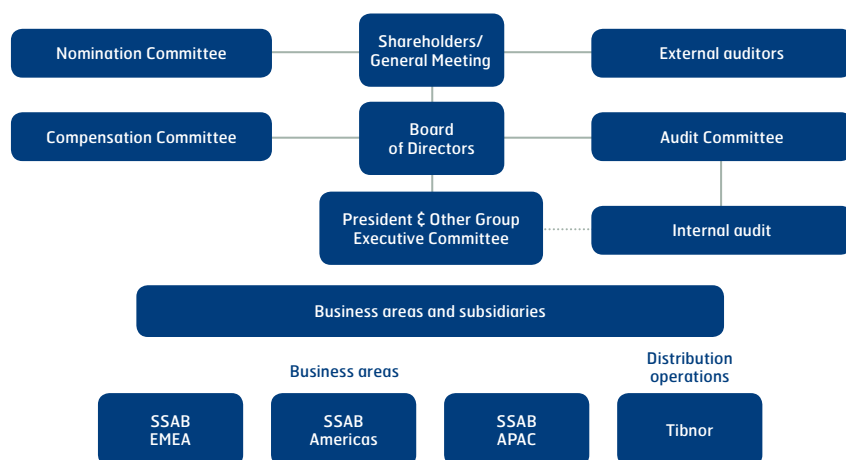 Nomination Committee
Shareholders/
General Meeting
External auditors
Compensation Committee
Board
of Directors
Audit Committee
President & Other Group
Executive Committee
Internal audit
Business areas and subsidiaries
Business areas
Distribution
operations
SSAB
EMEA
SSAB
Americas
SSAB
APAC
Tibnor